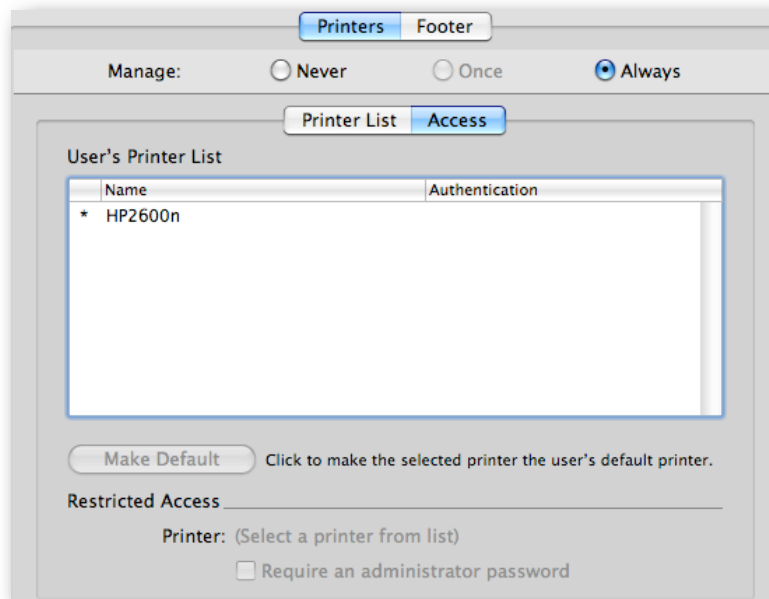 Printers Footer
Manage: Never Once Always
Printer List Access
User's Printer List
Name Authentication
* HP2600n
Make Default Click to make the selected printer the user's default printer.
Restricted Access
Printer: (Select a printer from list)
Require an administrator password